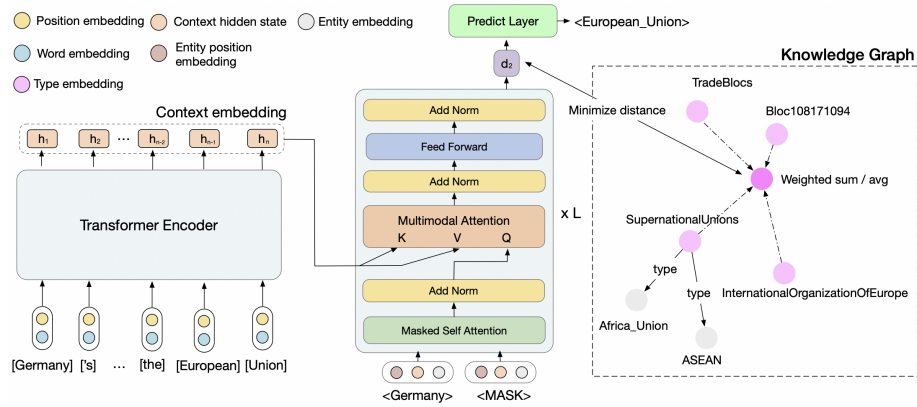 Position embedding
Context hidden state
Entity embedding
Word embedding
Entity position
embedding
Type embedding
Predict Layer
<European_Union>
d2
Knowledge Graph
TradeBlocs
Bloc108171094
Minimize distance
Weighted sum / avg
SupernationalUnions
type
type
InternationalOrganizationOfEurope
Africa_Union
ASEAN
Context embedding
h1 h2 ... hn-2 hn-1 hn
Transformer Encoder
[Germany] ['s] ... [the] [European] [Union]
Add Norm
Feed Forward
Add Norm
Multimodal Attention
K V Q
x L
Add Norm
Masked Self Attention
<Germany> <MASK>